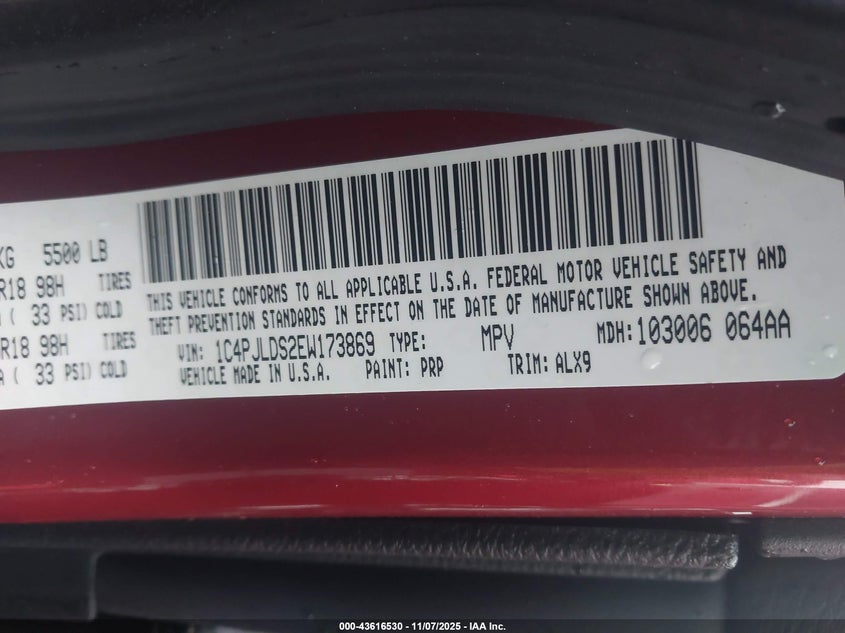 KG 5500 LB
R18 98H TIRES
( 33 PSI) COLD
R18 98H TIRES
A ( 33 PSI) COLD
THIS VEHICLE CONFORMS TO ALL APPLICABLE U.S.A. FEDERAL MOTOR VEHICLE SAFETY AND
THEFT PREVENTION STANDARDS IN EFFECT ON THE DATE OF MANUFACTURE SHOWN ABOVE.
VIN: 1C4PJLDS2EW173869 TYPE: MPV MDH: 103006 064AA
VEHICLE MADE IN U.S.A. PAINT: PRP TRIM: ALX9
000-43616530 - 11/07/2025 - IAA Inc.